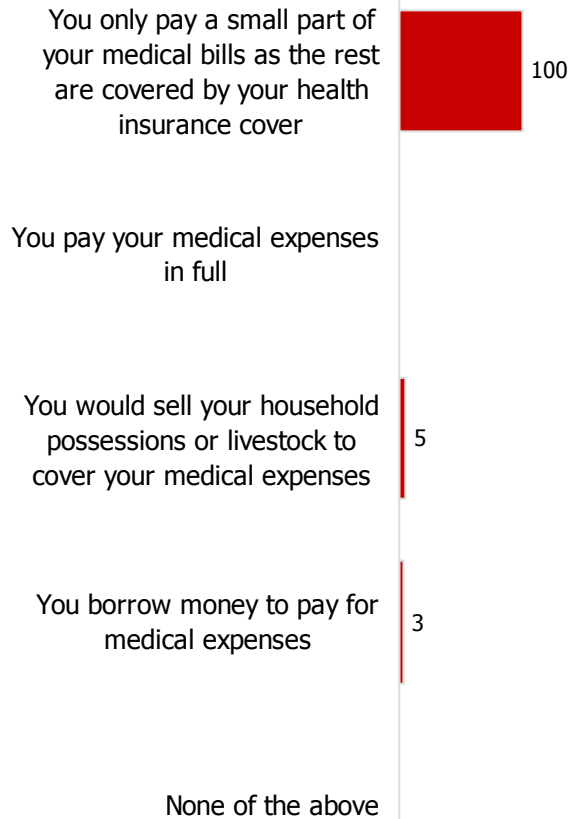 You only pay a small part of
your medical bills as the rest
are covered by your health
insurance cover
100
You pay your medical expenses
in full
You would sell your household
possessions or livestock to
cover your medical expenses
5
You borrow money to pay for
medical expenses
3
None of the above